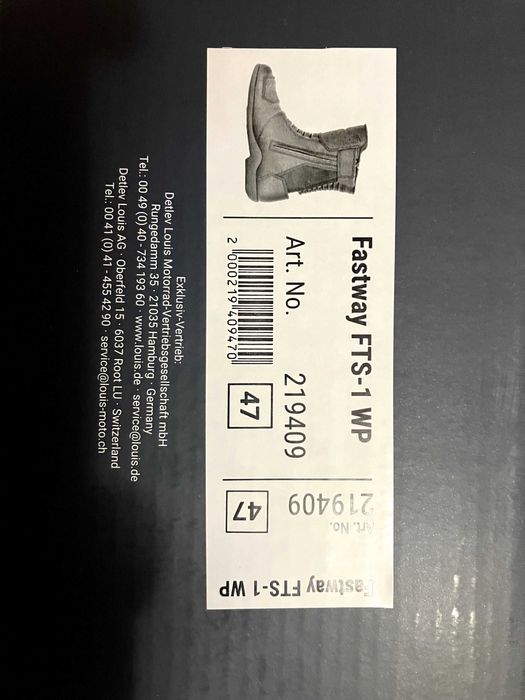 Fastway FTS-1 WP
Art. No. 219409
2 000219 409470
47
Art. No.
219409
47
Fastway FTS-1 WP
Exklusiv-Vertrieb:
Detlev Louis Motorrad-Vertriebsgesellschaft mbH
Rungedamm 35 · 21035 Hamburg · Germany
Tel.: 00 49 (0) 40 - 734 193 60 · www.louis.de · service@louis.de
Detlev Louis AG · Oberfeld 15 · 6037 Root LU · Switzerland
Tel.: 00 41 (0) 41 - 455 42 90 · service@louis-moto.ch